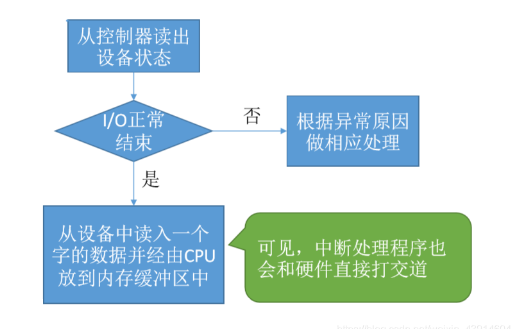 从控制器读出
设备状态
I/O正常
结束
否
根据异常原因
做相应处理
是
从设备中读入一个
字的数据并经由CPU
放到内存缓冲区中
可见，中断处理程序也
会和硬件直接打交道